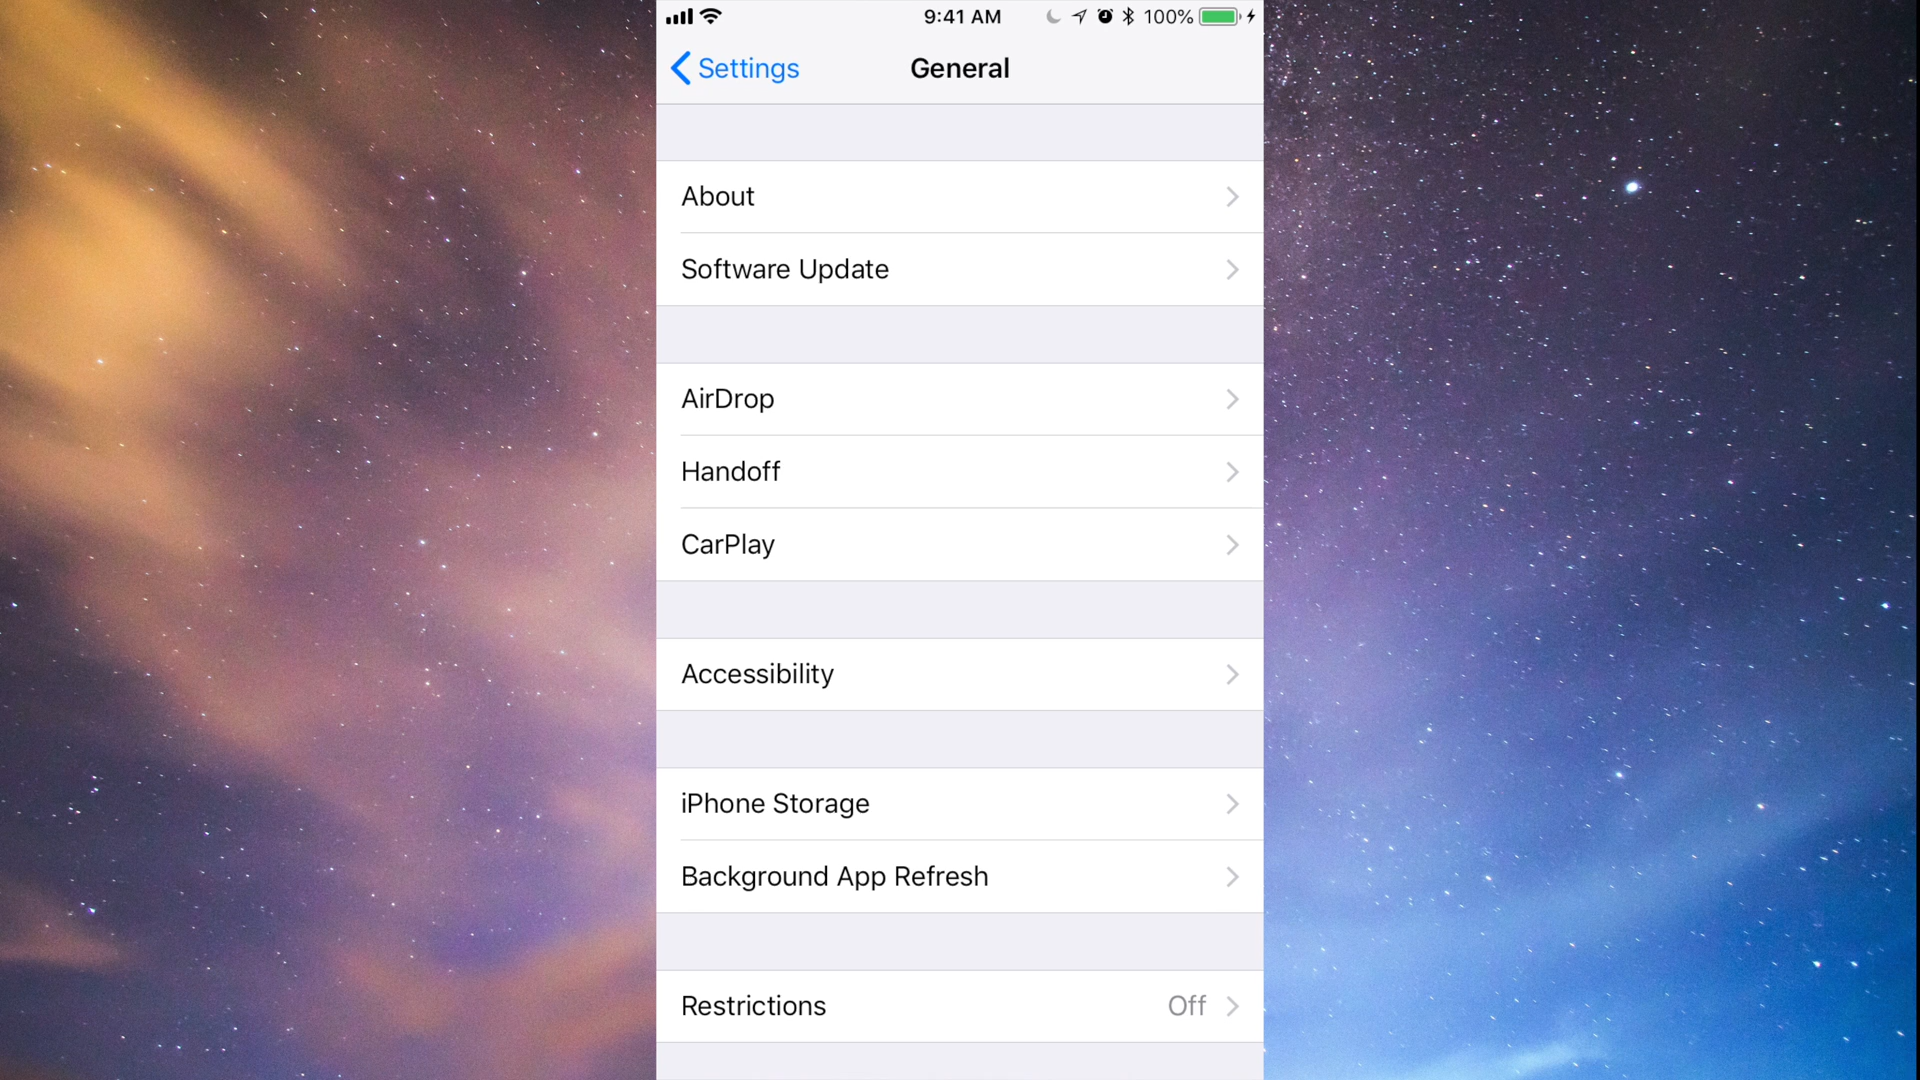 9:41 AM 100%
Settings General
About
Software Update
AirDrop
Handoff
CarPlay
Accessibility
iPhone Storage
Background App Refresh
Restrictions Off